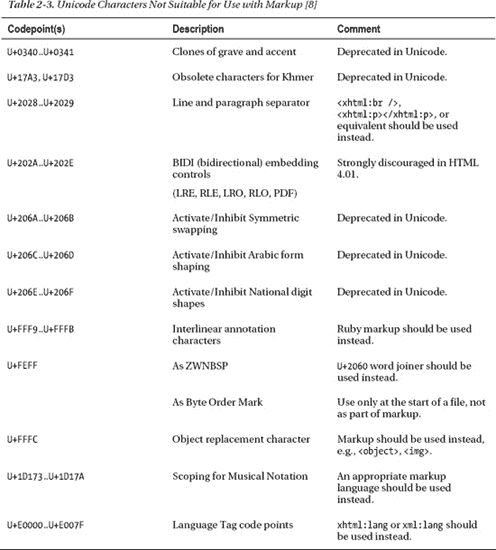 Table 2-3. Unicode Characters Not Suitable for Use with Markup [8]
Codepoint(s) Description Comment
U+0340..U+0341 Clones of grave and accent Deprecated in Unicode.
U+17A3, U+17D3 Obsolete characters for Khmer Deprecated in Unicode.
U+2028..U+2029 Line and paragraph separator <xhtml:br />,
<xhtml:p></xhtml:p>, or
equivalent should be used
instead.
U+202A..U+202E BIDI (bidirectional) embedding Strongly discouraged in HTML
controls 4.01.
(LRE, RLE, LRO, RLO, PDF)
U+206A..U+206B Activate/Inhibit Symmetric Deprecated in Unicode.
swapping
U+206C..U+206D Activate/Inhibit Arabic form Deprecated in Unicode.
shaping
U+206E..U+206F Activate/Inhibit National digit Deprecated in Unicode.
shapes
U+FFF9..U+FFFB Interlinear annotation Ruby markup should be used
characters instead.
U+FEFF As ZWNBSP U+2060 word joiner should be
used instead.
As Byte Order Mark Use only at the start of a file, not
as part of markup.
U+FFFC Object replacement character Markup should be used instead,
e.g., <object>, <img>.
U+1D173..U+1D17A Scoping for Musical Notation An appropriate markup
language should be used
instead.
U+E0000..U+E007F Language Tag code points xhtml:lang or xml:lang should
be used instead.